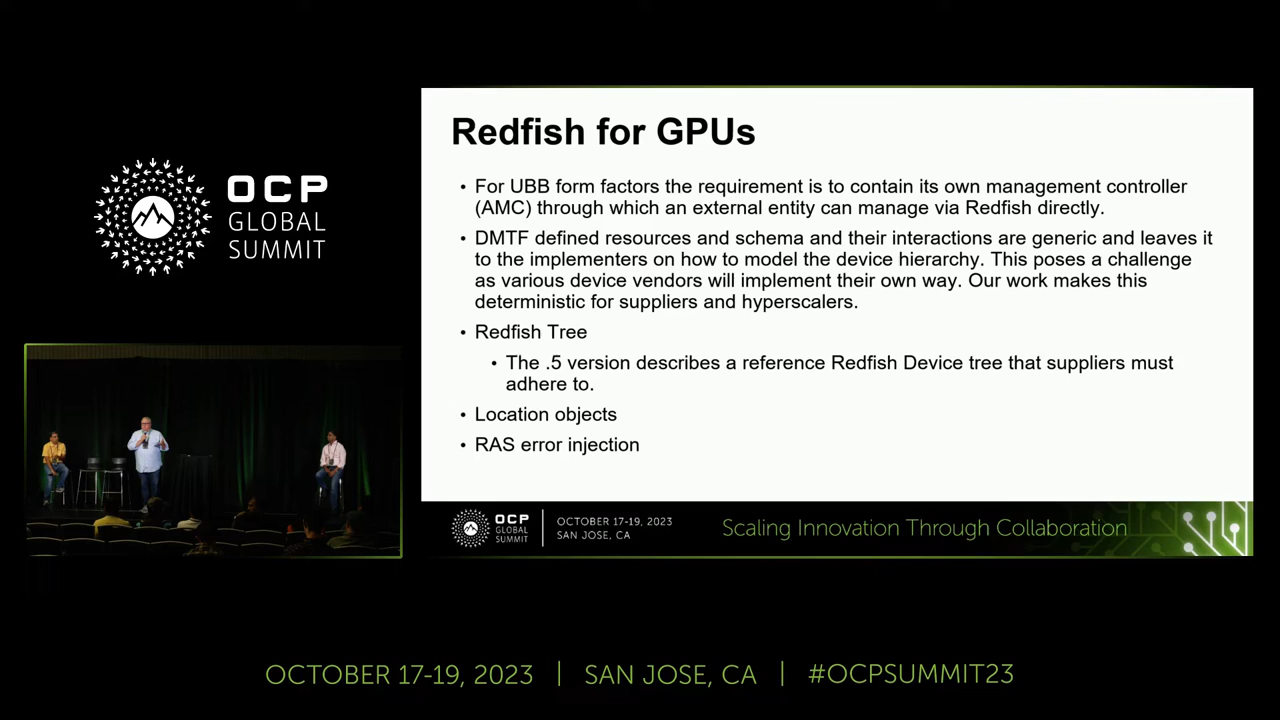 OCP
GLOBAL
SUMMIT
Redfish for GPUs
• For UBB form factors the requirement is to contain its own management controller
(AMC) through which an external entity can manage via Redfish directly.
• DMTF defined resources and schema and their interactions are generic and leaves it
to the implementers on how to model the device hierarchy. This poses a challenge
as various device vendors will implement their own way. Our work makes this
deterministic for suppliers and hyperscalers.
• Redfish Tree
• The .5 version describes a reference Redfish Device tree that suppliers must
adhere to.
• Location objects
• RAS error injection
OCP
GLOBAL
SUMMIT
OCTOBER 17-19, 2023
SAN JOSE, CA
Scaling Innovation Through Collaboration
OCTOBER 17-19, 2023 | SAN JOSE, CA | #OCPSUMMIT23